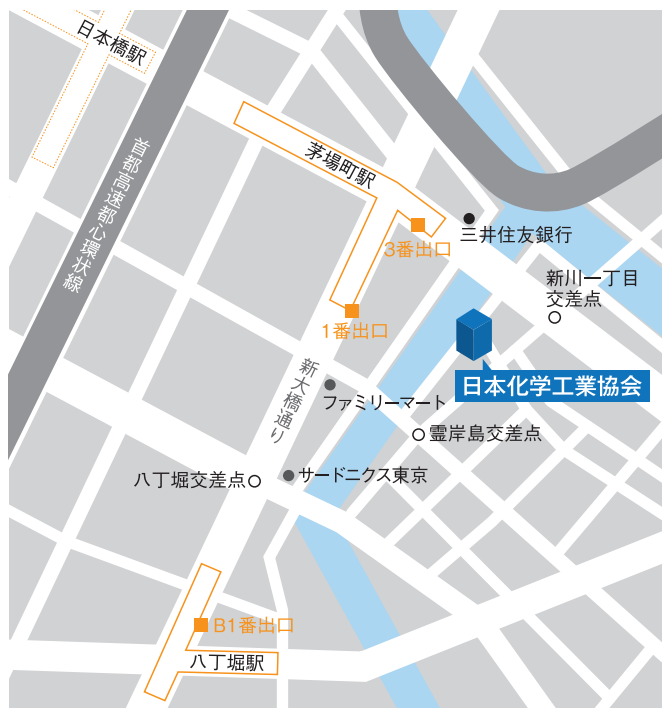 日本橋駅
首都高速都心環状線
茅場町駅
三井住友銀行
3番出口
新川一丁目
交差点
1番出口
日本化学工業協会
新大橋通り
ファミリーマート
霊岸島交差点
サードニクス東京
八丁堀交差点
B1番出口
八丁堀駅